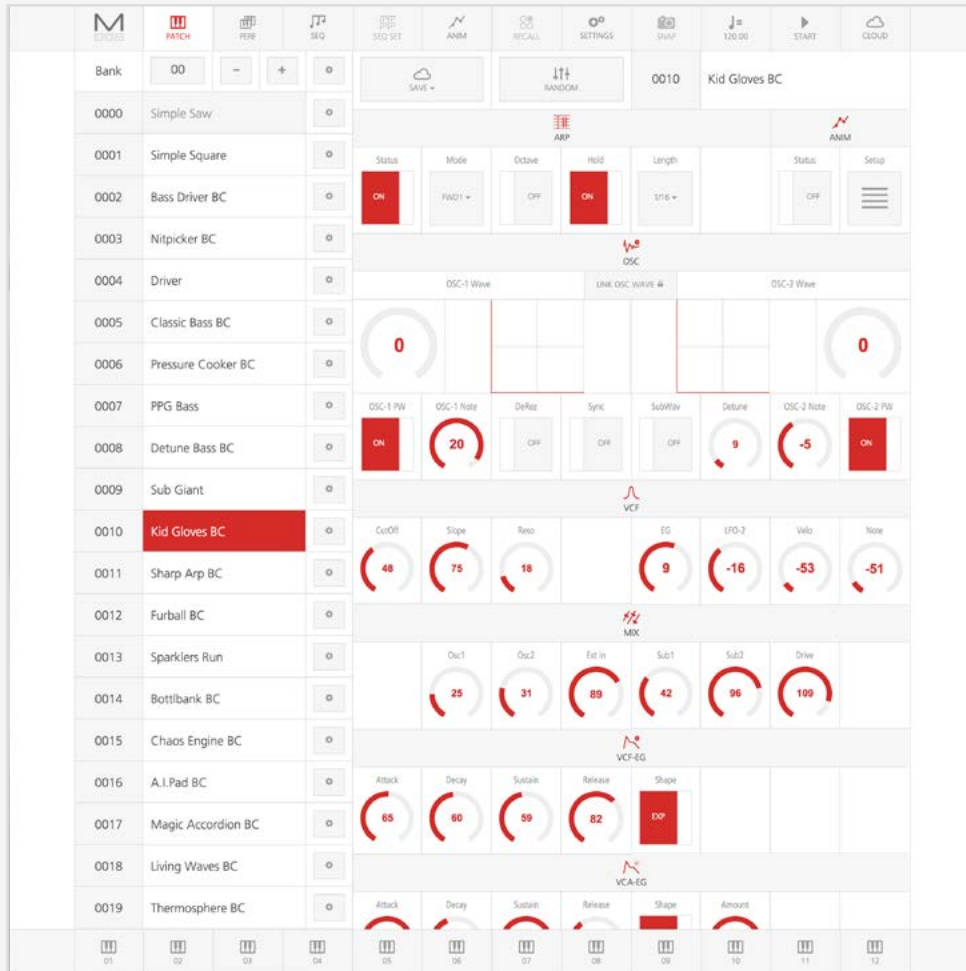 M
PATCH PERF SEQ SEQ SET ANIM RECALL SETTINGS SNAP 120.00 START CLOUD
Bank 00 - +
SAVE RANDOM 0010 Kid Gloves BC
0000 Simple Saw
0001 Simple Square
0002 Bass Driver BC
0003 Nitpicker BC
0004 Driver
0005 Classic Bass BC
0006 Pressure Cooker BC
0007 PPG Bass
0008 Detune Bass BC
0009 Sub Giant
0010 Kid Gloves BC
0011 Sharp Arp BC
0012 Furball BC
0013 Sparklers Run
0014 Bottlbank BC
0015 Chaos Engine BC
0016 A.I.Pad BC
0017 Magic Accordion BC
0018 Living Waves BC
0019 Thermosphere BC
ARP ANIM
Status Mode Octave Hold Length Status Setup
ON FWD1 OFF ON 1/16 OFF
OSC
OSC-1 Wave LINK OSC WAVE OSC-2 Wave
0 0
OSC-1 PW OSC-1 Note DeRez Sync SubWav Detune OSC-2 Note OSC-2 PW
ON 20 OFF OFF OFF 9 -5 ON
VCF
CutOff Slope Reso EG LFO-2 Velo Note
48 75 18 9 -16 -53 -51
MIX
Osc1 Osc2 Ext In Sub1 Sub2 Drive
25 31 89 42 96 109
VCF-EG
Attack Decay Sustain Release Shape
65 60 59 82 EXP
VCA-EG
Attack Decay Sustain Release Shape Amount
01 02 03 04 05 06 07 08 09 10 11 12